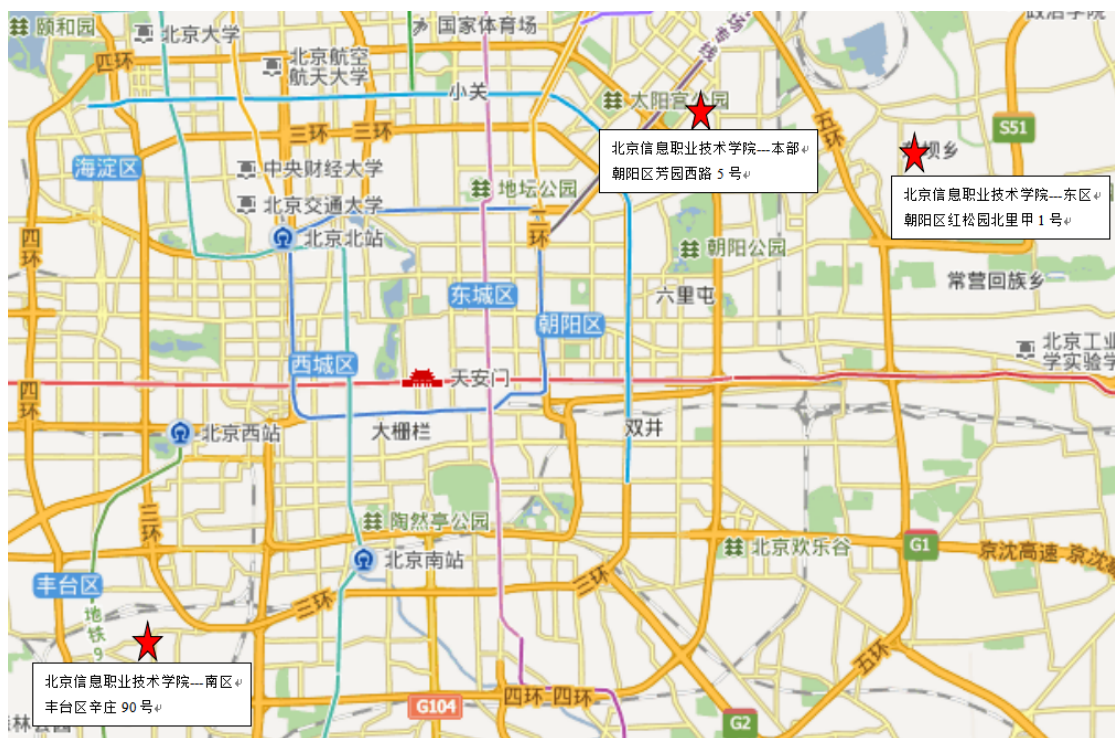 颐和园
北京大学
国家体育场
政治学院
四环
北京航空
航天大学
场专线
小关
太阳宫公园
五环
三环
三环
S51
北京信息职业技术学院---本部
朝阳区芳园西路 5 号
坝乡
海淀区
中央财经大学
地坛公园
北京信息职业技术学院---东区
朝阳区红松园北里甲 1 号
北京交通大学
二环
四环
北京北站
朝阳公园
东城区
六里屯
常营回族乡
朝阳区
北京工业
学实验学
西城区
天安门
四环
北京西站
大栅栏
双井
三环
陶然亭公园
北京南站
北京欢乐谷
G1
京沈高速
京沈
丰台区
地铁9
三环
三环
五环
北京信息职业技术学院---南区
丰台区辛庄 90 号
四环
四环
G104
G2
林公园